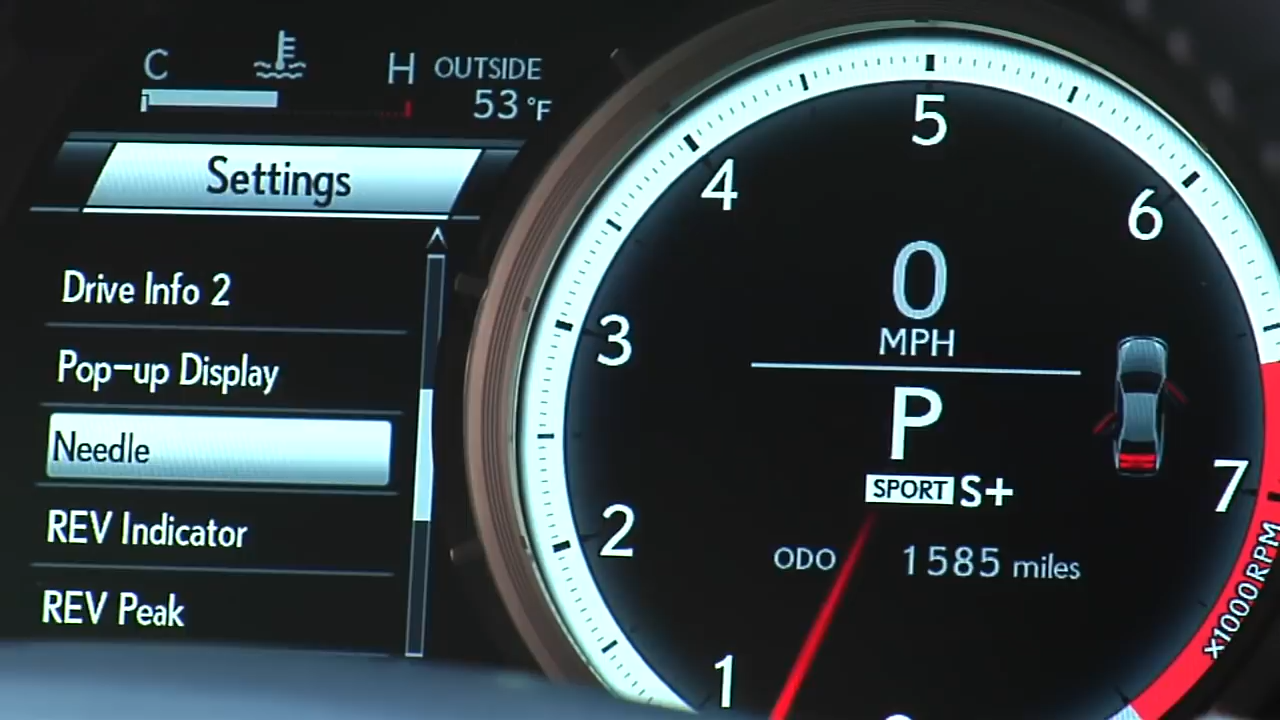 C H OUTSIDE
53 °F
Settings
Drive Info 2
Pop-up Display
Needle
REV Indicator
REV Peak
1
2
3
4
5
6
7
x1000RPM
0
MPH
P
SPORT S+
ODO 1585 miles